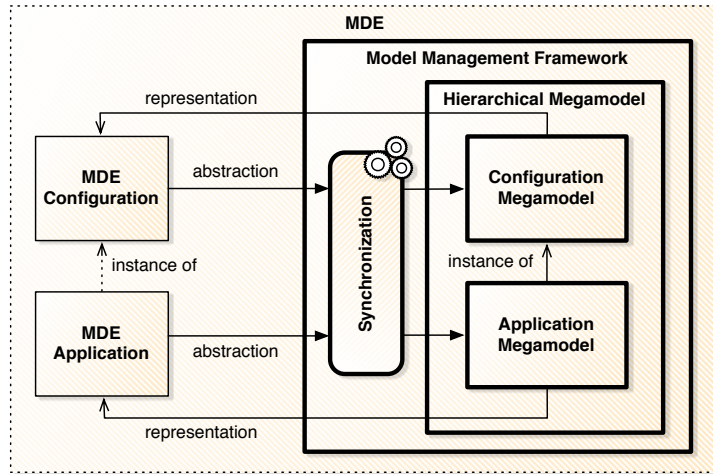 MDE
Model Management Framework
representation
Hierarchical Megamodel
MDE
Configuration
abstraction
Synchronization
Configuration
Megamodel
instance of
instance of
MDE
Application
abstraction
Application
Megamodel
representation